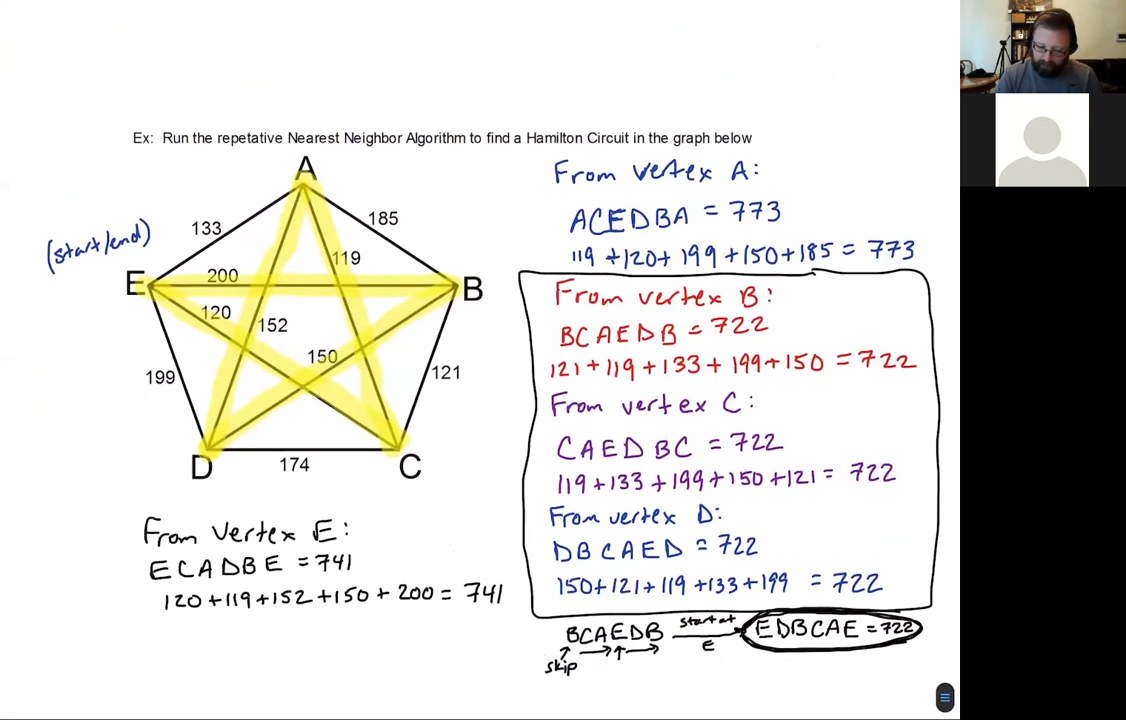 Ex: Run the repetative Nearest Neighbor Algorithm to find a Hamilton Circuit in the graph below
A
133
185
(start/end)
119
E
200
B
120
152
150
199
121
D
174
C
From vertex A:
ACEDBA = 773
119 + 120 + 199 + 150 + 185 = 773
From vertex B:
BCAEDB = 722
121 + 119 + 133 + 199 + 150 = 722
From vertex C:
CAEDBC = 722
119 + 133 + 199 + 150 + 121 = 722
From vertex D:
DBCAED = 722
150 + 121 + 119 + 133 + 199 = 722
From Vertex E:
ECADBE = 741
120 + 119 + 152 + 150 + 200 = 741
BCAEDB start at E EDBCAE = 722
skip